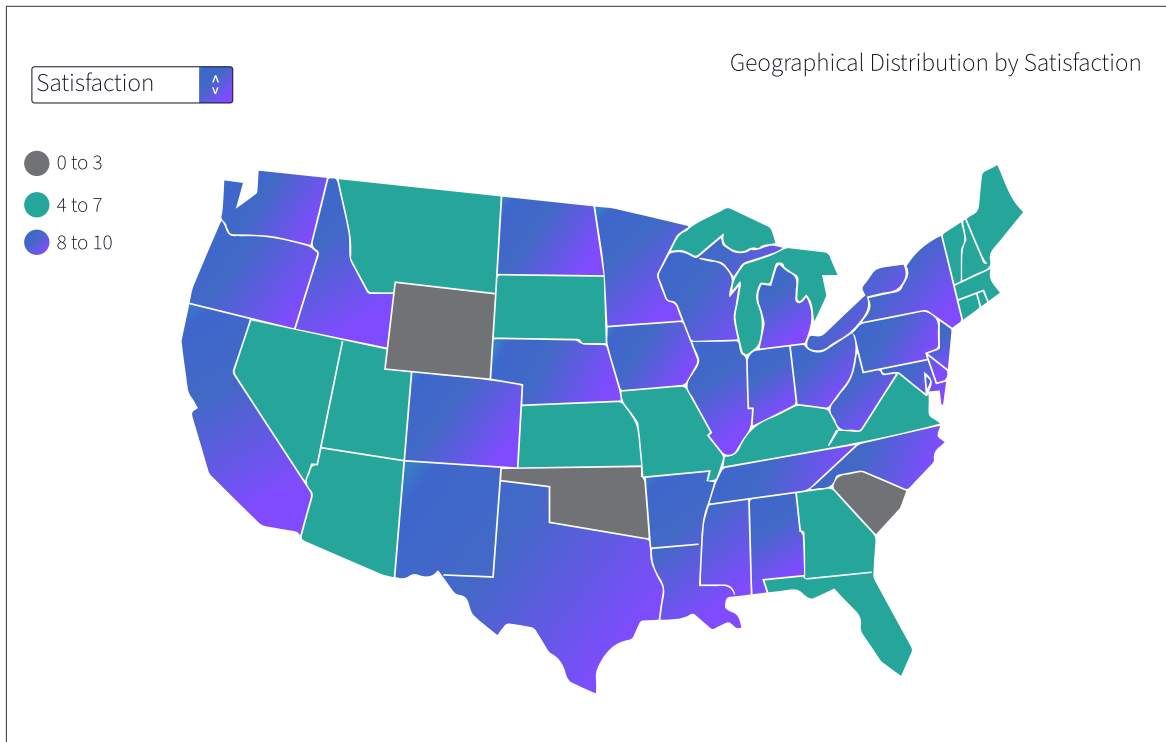 Geographical Distribution by Satisfaction
Satisfaction
0 to 3
4 to 7
8 to 10